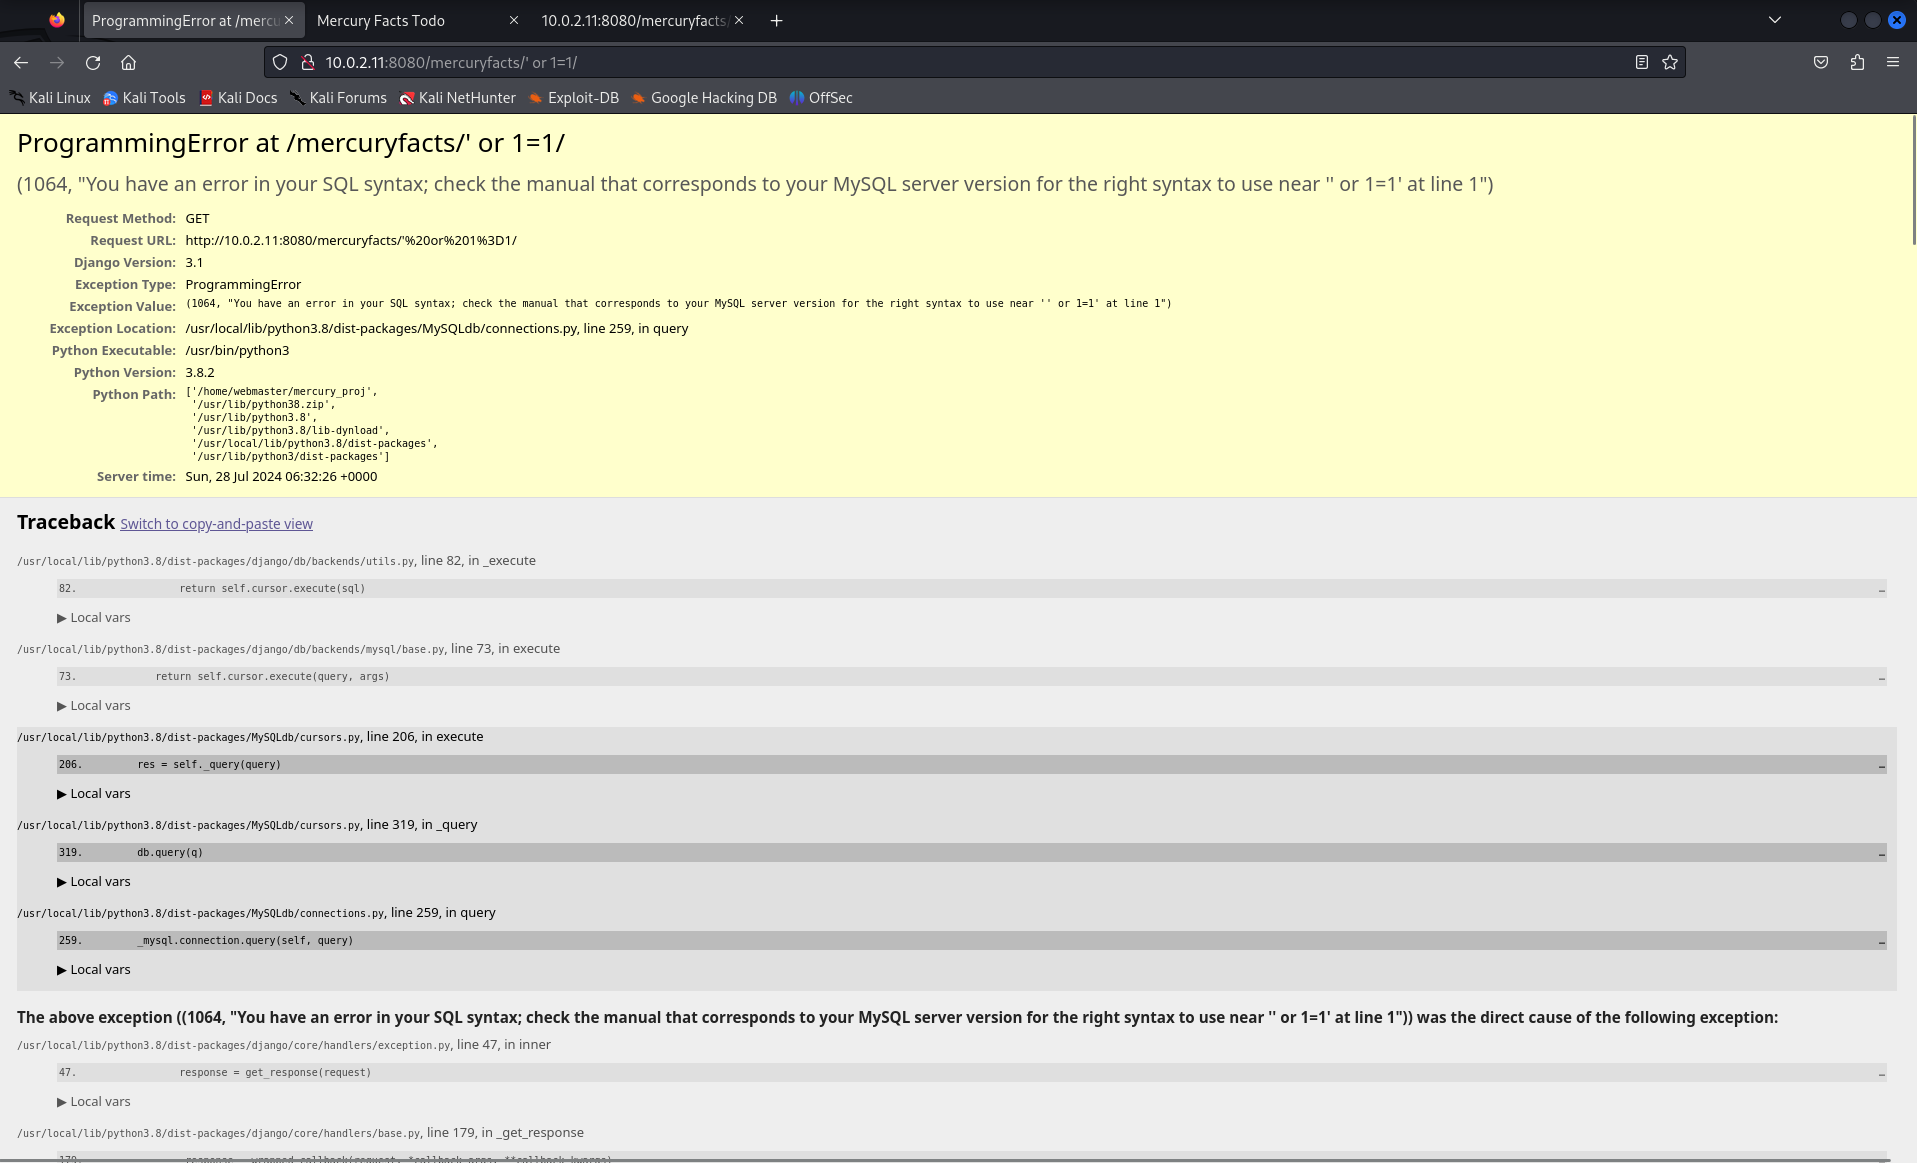 ProgrammingError at /mercu
Mercury Facts Todo
10.0.2.11:8080/mercuryfacts/
10.0.2.11:8080/mercuryfacts/' or 1=1/
Kali Linux Kali Tools Kali Docs Kali Forums Kali NetHunter Exploit-DB Google Hacking DB OffSec
ProgrammingError at /mercuryfacts/' or 1=1/
(1064, "You have an error in your SQL syntax; check the manual that corresponds to your MySQL server version for the right syntax to use near '' or 1=1' at line 1")
Request Method: GET
Request URL: http://10.0.2.11:8080/mercuryfacts/'%20or%201%3D1/
Django Version: 3.1
Exception Type: ProgrammingError
Exception Value: (1064, "You have an error in your SQL syntax; check the manual that corresponds to your MySQL server version for the right syntax to use near '' or 1=1' at line 1")
Exception Location: /usr/local/lib/python3.8/dist-packages/MySQLdb/connections.py, line 259, in query
Python Executable: /usr/bin/python3
Python Version: 3.8.2
Python Path: ['/home/webmaster/mercury_proj',
'/usr/lib/python38.zip',
'/usr/lib/python3.8',
'/usr/lib/python3.8/lib-dynload',
'/usr/local/lib/python3.8/dist-packages',
'/usr/lib/python3/dist-packages']
Server time: Sun, 28 Jul 2024 06:32:26 +0000
Traceback Switch to copy-and-paste view
/usr/local/lib/python3.8/dist-packages/django/db/backends/utils.py, line 82, in _execute
82. return self.cursor.execute(sql) …
▶ Local vars
/usr/local/lib/python3.8/dist-packages/django/db/backends/mysql/base.py, line 73, in execute
73. return self.cursor.execute(query, args) …
▶ Local vars
/usr/local/lib/python3.8/dist-packages/MySQLdb/cursors.py, line 206, in execute
206. res = self._query(query) …
▶ Local vars
/usr/local/lib/python3.8/dist-packages/MySQLdb/cursors.py, line 319, in _query
319. db.query(q) …
▶ Local vars
/usr/local/lib/python3.8/dist-packages/MySQLdb/connections.py, line 259, in query
259. _mysql.connection.query(self, query) …
▶ Local vars
The above exception ((1064, "You have an error in your SQL syntax; check the manual that corresponds to your MySQL server version for the right syntax to use near '' or 1=1' at line 1")) was the direct cause of the following exception:
/usr/local/lib/python3.8/dist-packages/django/core/handlers/exception.py, line 47, in inner
47. response = get_response(request) …
▶ Local vars
/usr/local/lib/python3.8/dist-packages/django/core/handlers/base.py, line 179, in _get_response
179. response = wrapped_callback(request, *callback_args, **callback_kwargs)